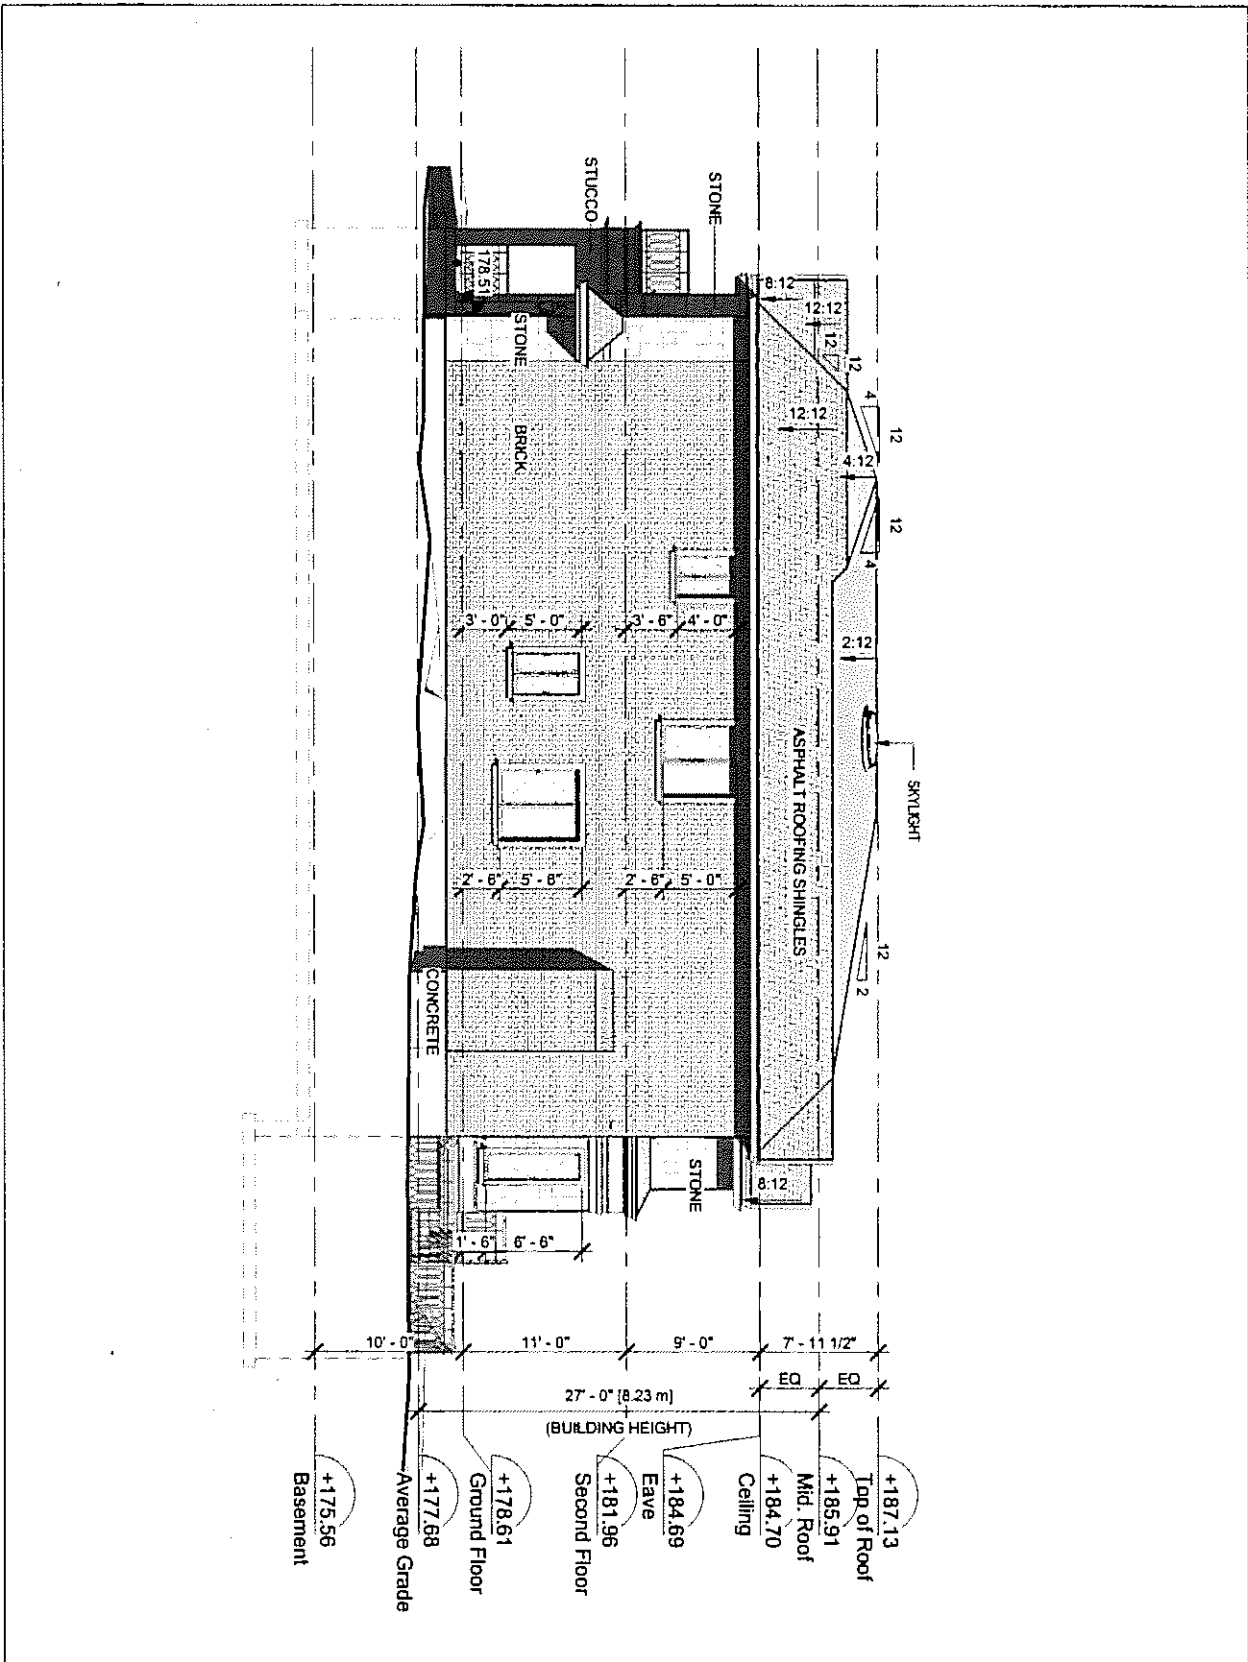 SKYLIGHT
12
4
12
4
12
2
12
12
8:12
12:12
12:12
4:12
2:12
8:12
ASPHALT ROOFING SHINGLES
STONE
STUCCO
178.51
STONE
BRICK
STONE
CONCRETE
3' - 6"
4' - 0"
2' - 6"
5' - 0"
3' - 0"
5' - 0"
2' - 6"
5' - 6"
1' - 6"
6' - 6"
7' - 11 1/2"
9' - 0"
11' - 0"
10' - 0"
EQ
EQ
27' - 0" [8.23 m]
(BUILDING HEIGHT)
+187.13
Top of Roof
+185.91
Mid. Roof
+184.70
Ceiling
+184.69
Eave
+181.96
Second Floor
+178.61
Ground Floor
+177.68
Average Grade
+175.56
Basement